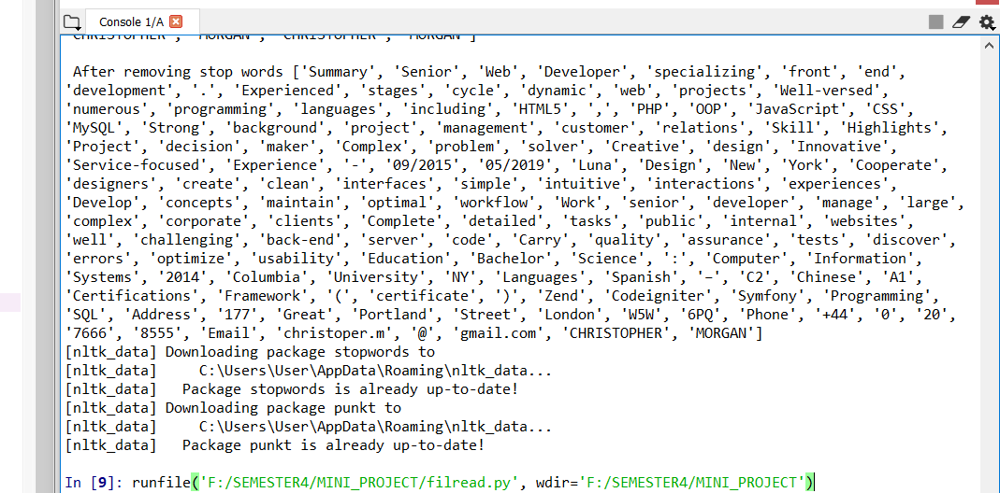 Console 1/A
'CHRISTOPHER', 'MORGAN', 'CHRISTOPHER', 'MORGAN']
After removing stop words ['Summary', 'Senior', 'Web', 'Developer', 'specializing', 'front', 'end',
'development', '.', 'Experienced', 'stages', 'cycle', 'dynamic', 'web', 'projects', 'Well-versed',
'numerous', 'programming', 'languages', 'including', 'HTML5', ',', 'PHP', 'OOP', 'JavaScript', 'CSS',
'MySQL', 'Strong', 'background', 'project', 'management', 'customer', 'relations', 'Skill', 'Highlights',
'Project', 'decision', 'maker', 'Complex', 'problem', 'solver', 'Creative', 'design', 'Innovative',
'Service-focused', 'Experience', '-', '09/2015', '05/2019', 'Luna', 'Design', 'New', 'York', 'Cooperate',
'designers', 'create', 'clean', 'interfaces', 'simple', 'intuitive', 'interactions', 'experiences',
'Develop', 'concepts', 'maintain', 'optimal', 'workflow', 'Work', 'senior', 'developer', 'manage', 'large',
'complex', 'corporate', 'clients', 'Complete', 'detailed', 'tasks', 'public', 'internal', 'websites',
'well', 'challenging', 'back-end', 'server', 'code', 'Carry', 'quality', 'assurance', 'tests', 'discover',
'errors', 'optimize', 'usability', 'Education', 'Bachelor', 'Science', ':', 'Computer', 'Information',
'Systems', '2014', 'Columbia', 'University', 'NY', 'Languages', 'Spanish', '–', 'C2', 'Chinese', 'A1',
'Certifications', 'Framework', '(', 'certificate', ')', 'Zend', 'Codeigniter', 'Symfony', 'Programming',
'SQL', 'Address', '177', 'Great', 'Portland', 'Street', 'London', 'W5W', '6PQ', 'Phone', '+44', '0', '20',
'7666', '8555', 'Email', 'christoper.m', '@', 'gmail.com', 'CHRISTOPHER', 'MORGAN']
[nltk_data] Downloading package stopwords to
[nltk_data]     C:\Users\User\AppData\Roaming\nltk_data...
[nltk_data]   Package stopwords is already up-to-date!
[nltk_data] Downloading package punkt to
[nltk_data]     C:\Users\User\AppData\Roaming\nltk_data...
[nltk_data]   Package punkt is already up-to-date!
In [9]: runfile('F:/SEMESTER4/MINI_PROJECT/filread.py', wdir='F:/SEMESTER4/MINI_PROJECT')